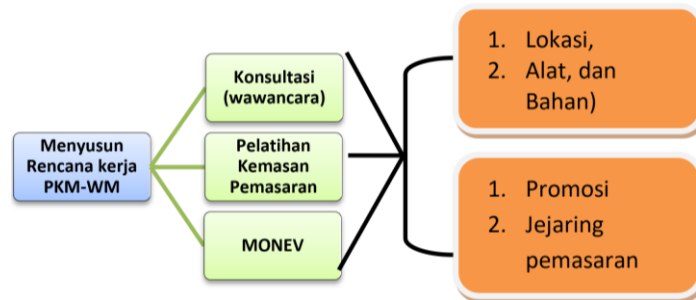 Menyusun
Rencana kerja
PKM-WM
Konsultasi
(wawancara)
Pelatihan
Kemasan
Pemasaran
MONEV
1. Lokasi,
2. Alat, dan
Bahan)
1. Promosi
2. Jejaring
pemasaran